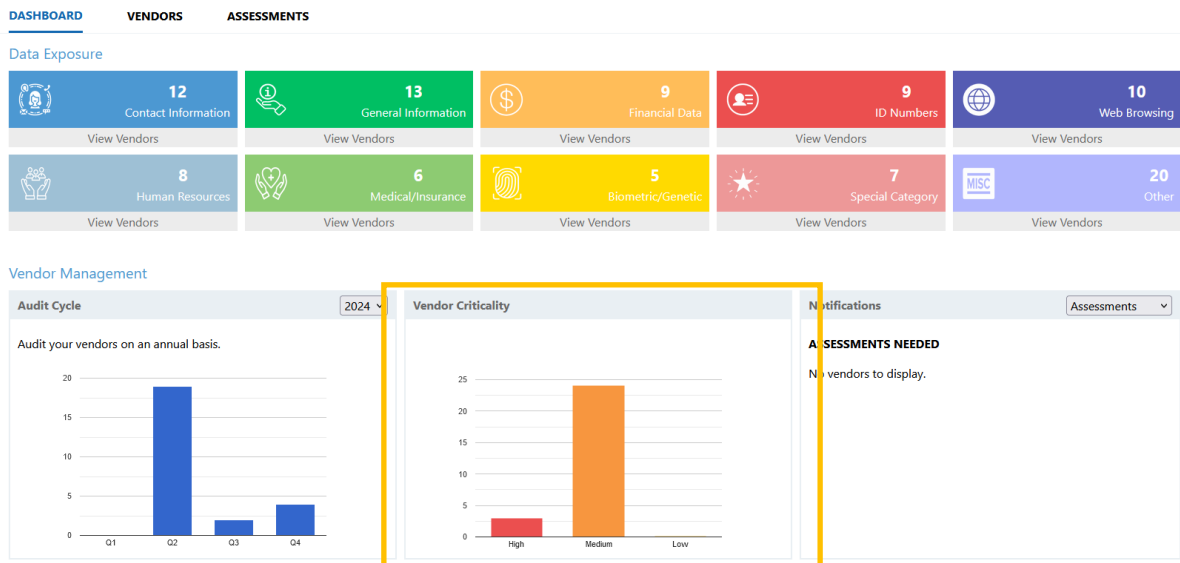 DASHBOARD VENDORS ASSESSMENTS
Data Exposure
12
Contact Information
View Vendors
13
General Information
View Vendors
9
Financial Data
View Vendors
9
ID Numbers
View Vendors
10
Web Browsing
View Vendors
8
Human Resources
View Vendors
6
Medical/Insurance
View Vendors
5
Biometric/Genetic
View Vendors
7
Special Category
View Vendors
MISC
20
Other
View Vendors
Vendor Management
Audit Cycle 2024
Audit your vendors on an annual basis.
20
15
10
5
0
Q1 Q2 Q3 Q4
Vendor Criticality
25
20
15
10
5
0
High Medium Low
Notifications Assessments
ASSESSMENTS NEEDED
No vendors to display.